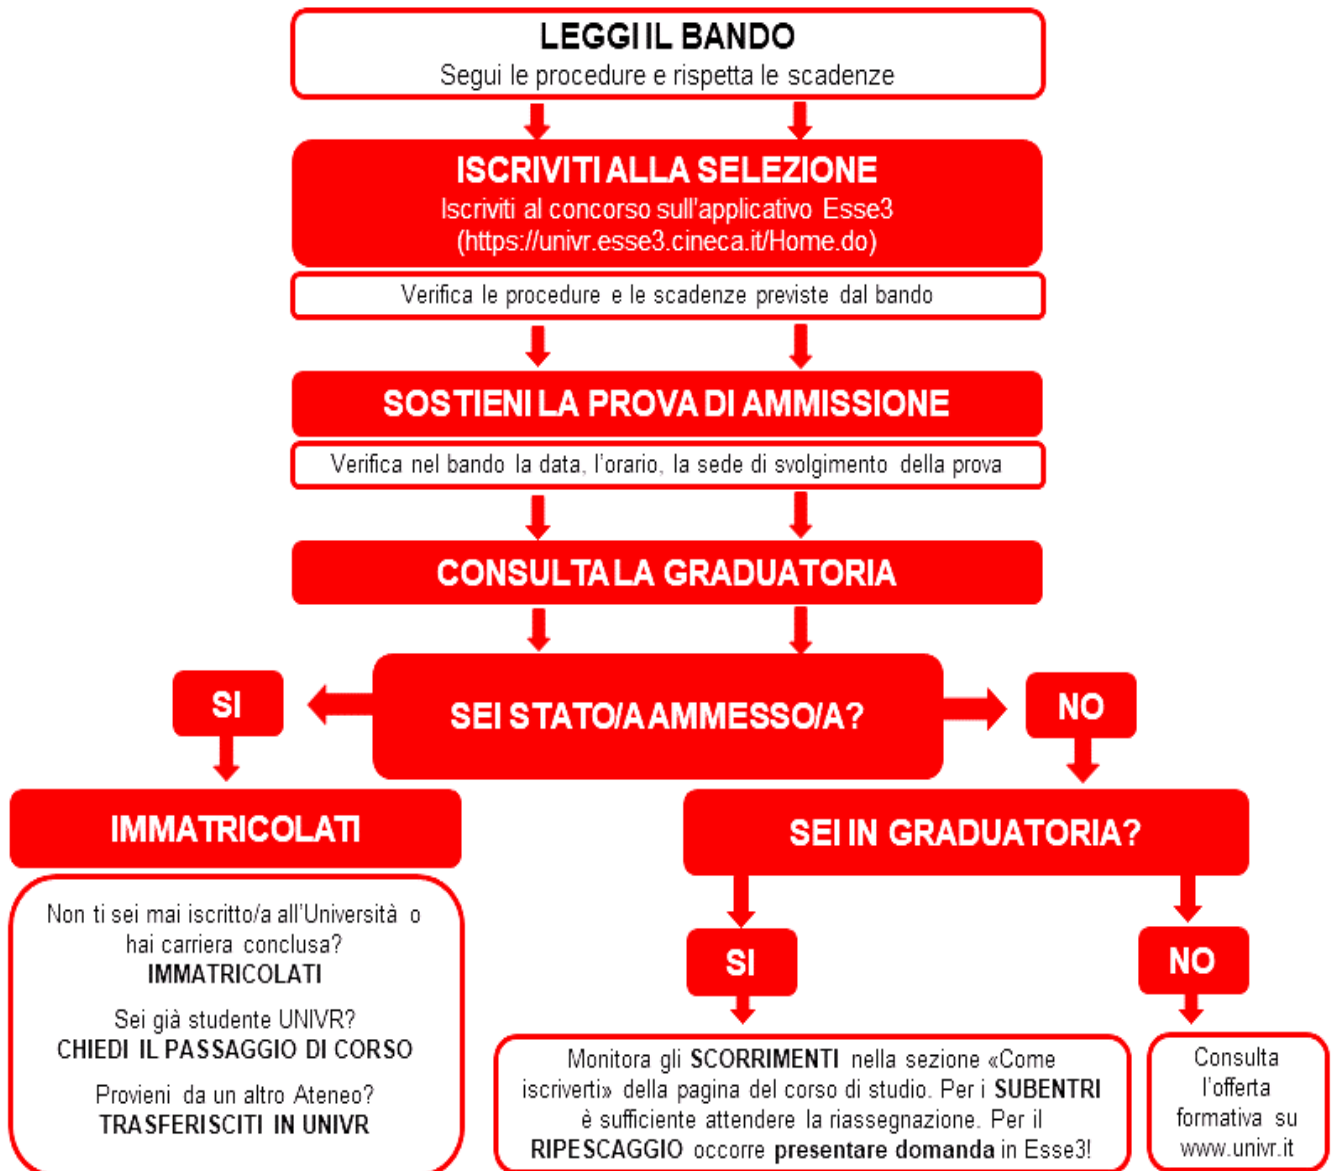 LEGGI IL BANDO
Segui le procedure e rispetta le scadenze
ISCRIVITI ALLA SELEZIONE
Iscriviti al concorso sull'applicativo Esse3
(https://univr.esse3.cineca.it/Home.do)
Verifica le procedure e le scadenze previste dal bando
SOSTIENI LA PROVA DI AMMISSIONE
Verifica nel bando la data, l'orario, la sede di svolgimento della prova
CONSULTA LA GRADUATORIA
SEI STATO/A AMMESSO/A?
SI
NO
IMMATRICOLATI
Non ti sei mai iscritto/a all'Università o
hai carriera conclusa?
IMMATRICOLATI
Sei già studente UNIVR?
CHIEDI IL PASSAGGIO DI CORSO
Provieni da un altro Ateneo?
TRASFERISCITI IN UNIVR
SEI IN GRADUATORIA?
SI
NO
Monitora gli SCORRIMENTI nella sezione «Come
iscriverti» della pagina del corso di studio. Per i SUBENTRI
è sufficiente attendere la riassegnazione. Per il
RIPESCAGGIO occorre presentare domanda in Esse3!
Consulta
l'offerta
formativa su
www.univr.it